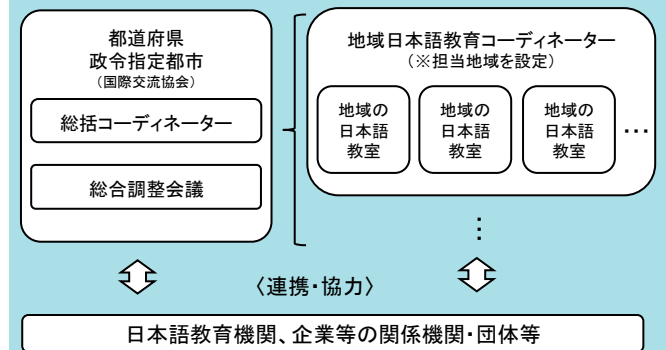 都道府県
政令指定都市
(国際交流協会)
総括コーディネーター
総合調整会議
地域日本語教育コーディネーター
(※担当地域を設定)
地域の
日本語
教室
地域の
日本語
教室
地域の
日本語
教室
…
⋮
〈連携・協力〉
日本語教育機関、企業等の関係機関・団体等